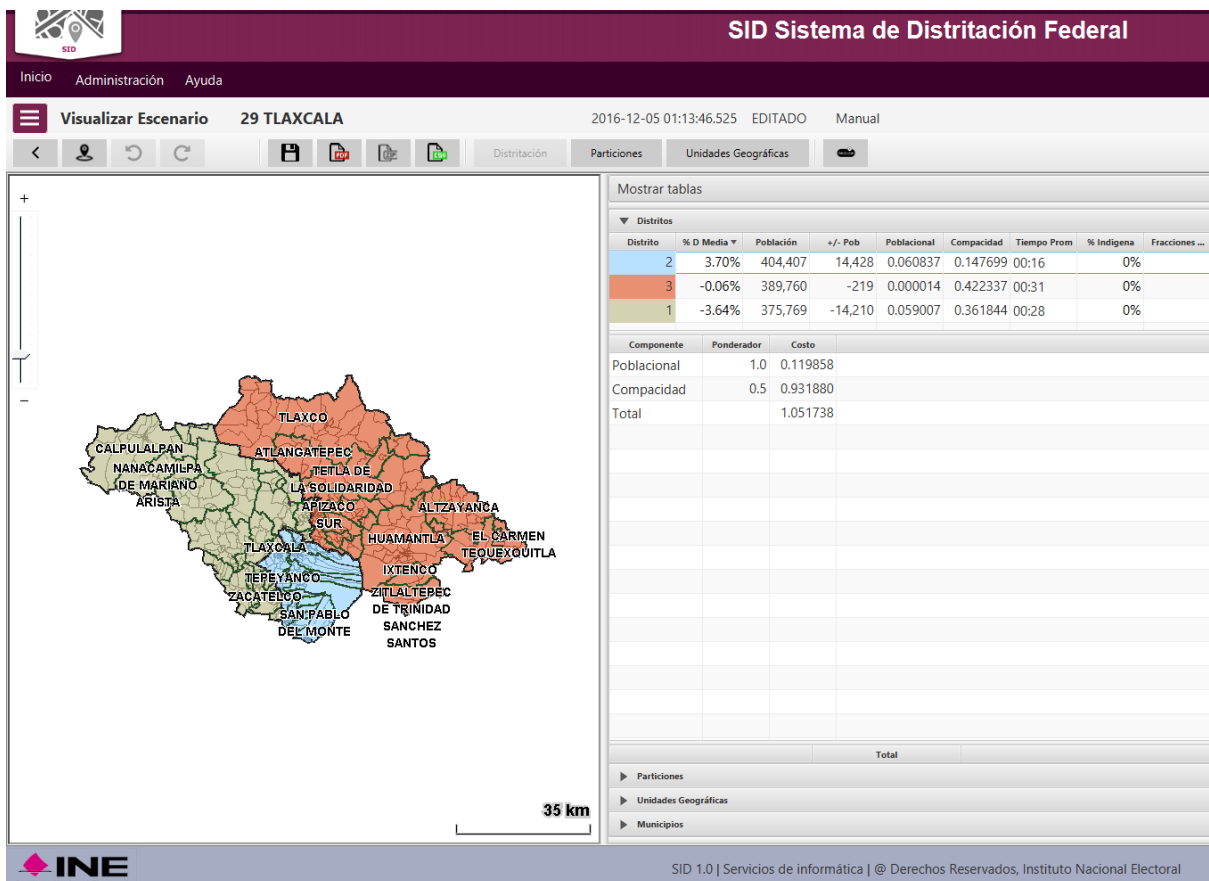 SID
SID Sistema de Distritación Federal
Inicio Administración Ayuda
Visualizar Escenario 29 TLAXCALA 2016-12-05 01:13:46.525 EDITADO Manual
PDF CSV Distritación Particiones Unidades Geográficas
Mostrar tablas
Distritos
Distrito % D Media Población +/- Pob Poblacional Compacidad Tiempo Prom % Indigena Fracciones ...
2 3.70% 404,407 14,428 0.060837 0.147699 00:16 0%
3 -0.06% 389,760 -219 0.000014 0.422337 00:31 0%
1 -3.64% 375,769 -14,210 0.059007 0.361844 00:28 0%
Componente Ponderador Costo
Poblacional 1.0 0.119858
Compacidad 0.5 0.931880
Total 1.051738
Total
Particiones
Unidades Geográficas
Municipios
+
−
TLAXCO
CALPULALPAN
ATLANGATEPEC
NANACAMILPA
DE MARIANO
ARISTA
TETLA DE
LA SOLIDARIDAD
APIZACO
SUR
ALTZAYANCA
HUAMANTLA
EL CARMEN
TEQUEXQUITLA
TLAXCALA
IXTENCO
TEPEYANCO
ZACATELCO
ZITLALTEPEC
DE TRINIDAD
SANCHEZ
SANTOS
SAN PABLO
DEL MONTE
35 km
INE
SID 1.0 | Servicios de informática | @ Derechos Reservados, Instituto Nacional Electoral